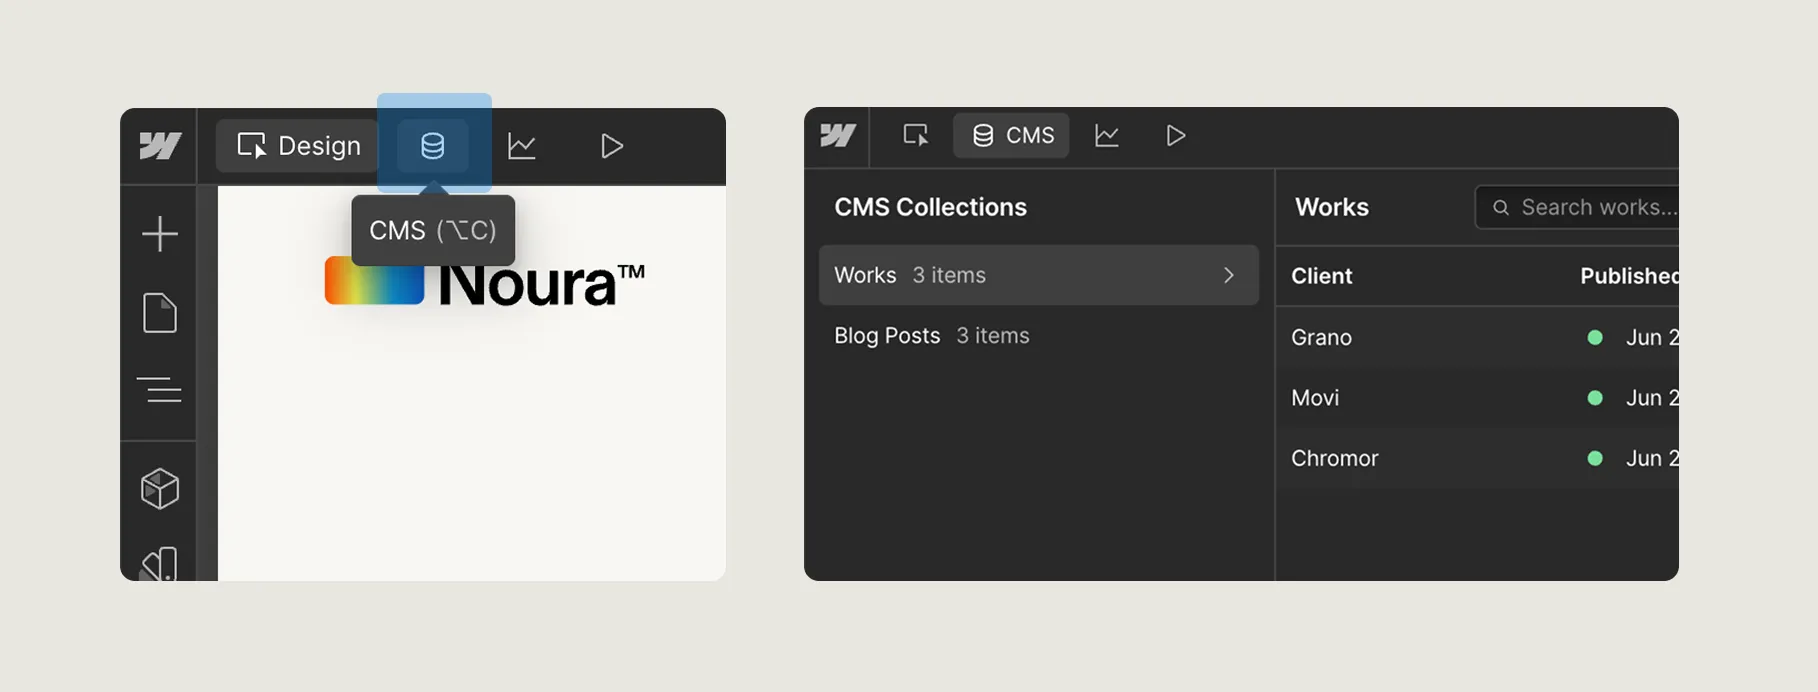 Design
CMS (⌥C)
Noura™
CMS
CMS Collections
Works 3 items
Blog Posts 3 items
Works
Search works...
Client Published
Grano Jun 2
Movi Jun 2
Chromor Jun 2